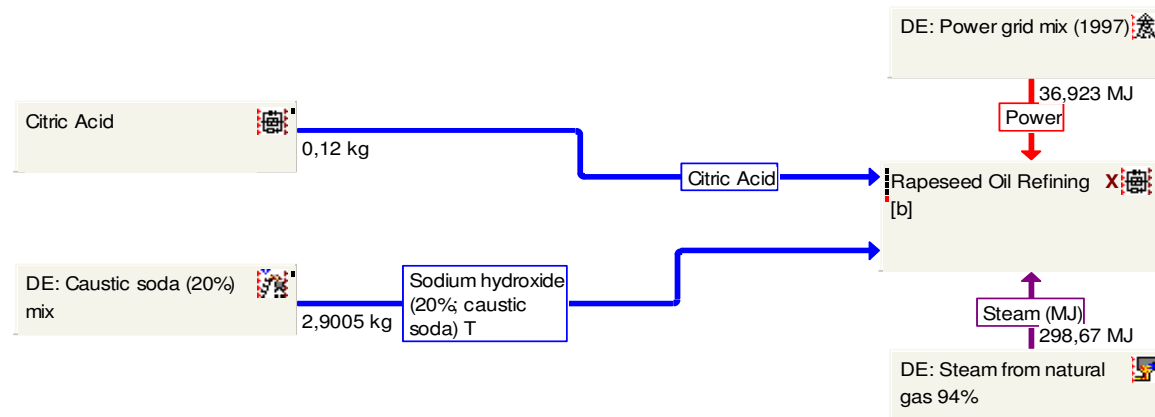 DE: Power grid mix (1997)
36,923 MJ
Power
Citric Acid
0,12 kg
Citric Acid
Rapeseed Oil Refining
[b]
X
DE: Caustic soda (20%)
mix
2,9005 kg
Sodium hydroxide
(20%; caustic
soda) T
Steam (MJ)
298,67 MJ
DE: Steam from natural
gas 94%